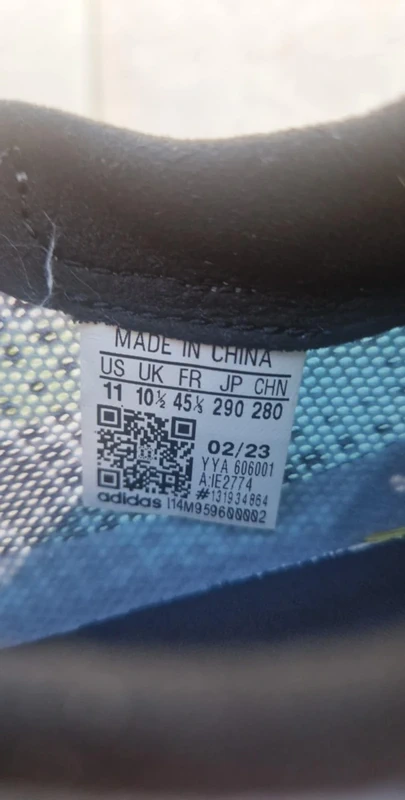 MADE IN CHINA
US UK FR JP CHN
11 10½ 45⅓ 290 280
02/23
YYA 606001
A:IE2774
#131934864
adidas I14M959600002